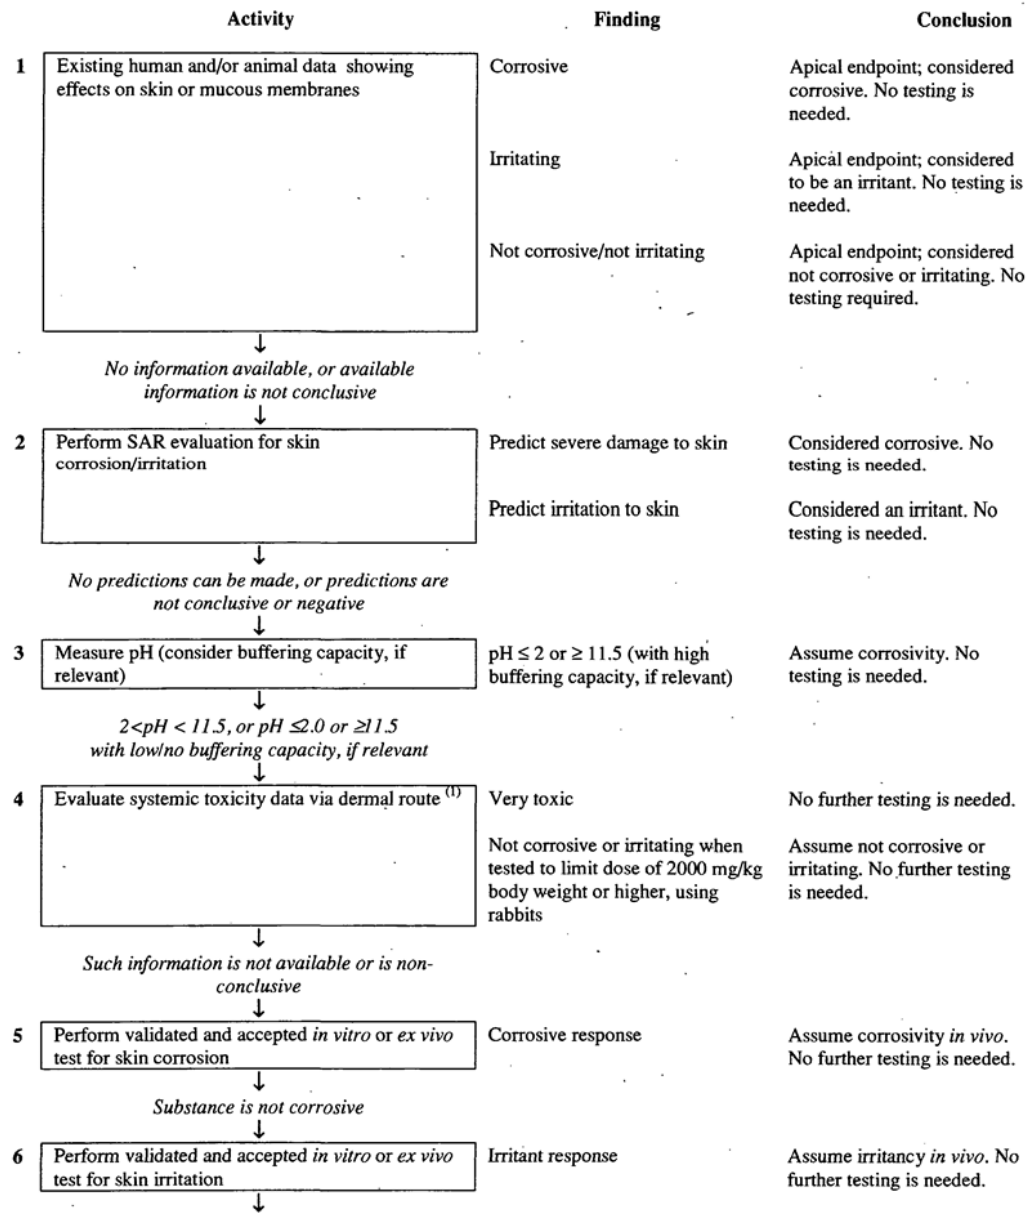 Activity Finding Conclusion
1 Existing human and/or animal data showing Corrosive Apical endpoint; considered
effects on skin or mucous membranes corrosive. No testing is
needed.
Irritating Apical endpoint; considered
to be an irritant. No testing is
needed.
Not corrosive/not irritating Apical endpoint; considered
not corrosive or irritating. No
testing required.
↓
No information available, or available
information is not conclusive
↓
2 Perform SAR evaluation for skin Predict severe damage to skin Considered corrosive. No
corrosion/irritation testing is needed.
Predict irritation to skin Considered an irritant. No
testing is needed.
↓
No predictions can be made, or predictions are
not conclusive or negative
↓
3 Measure pH (consider buffering capacity, if pH ≤ 2 or ≥ 11.5 (with high Assume corrosivity. No
relevant) buffering capacity, if relevant) testing is needed.
↓
2<pH < 11.5, or pH ≤2.0 or ≥11.5
with low/no buffering capacity, if relevant
↓
4 Evaluate systemic toxicity data via dermal route (1) Very toxic No further testing is needed.
Not corrosive or irritating when Assume not corrosive or
tested to limit dose of 2000 mg/kg irritating. No further testing
body weight or higher, using is needed.
rabbits
↓
Such information is not available or is non-
conclusive
↓
5 Perform validated and accepted in vitro or ex vivo Corrosive response Assume corrosivity in vivo.
test for skin corrosion No further testing is needed.
↓
Substance is not corrosive
↓
6 Perform validated and accepted in vitro or ex vivo Irritant response Assume irritancy in vivo. No
test for skin irritation further testing is needed.
↓